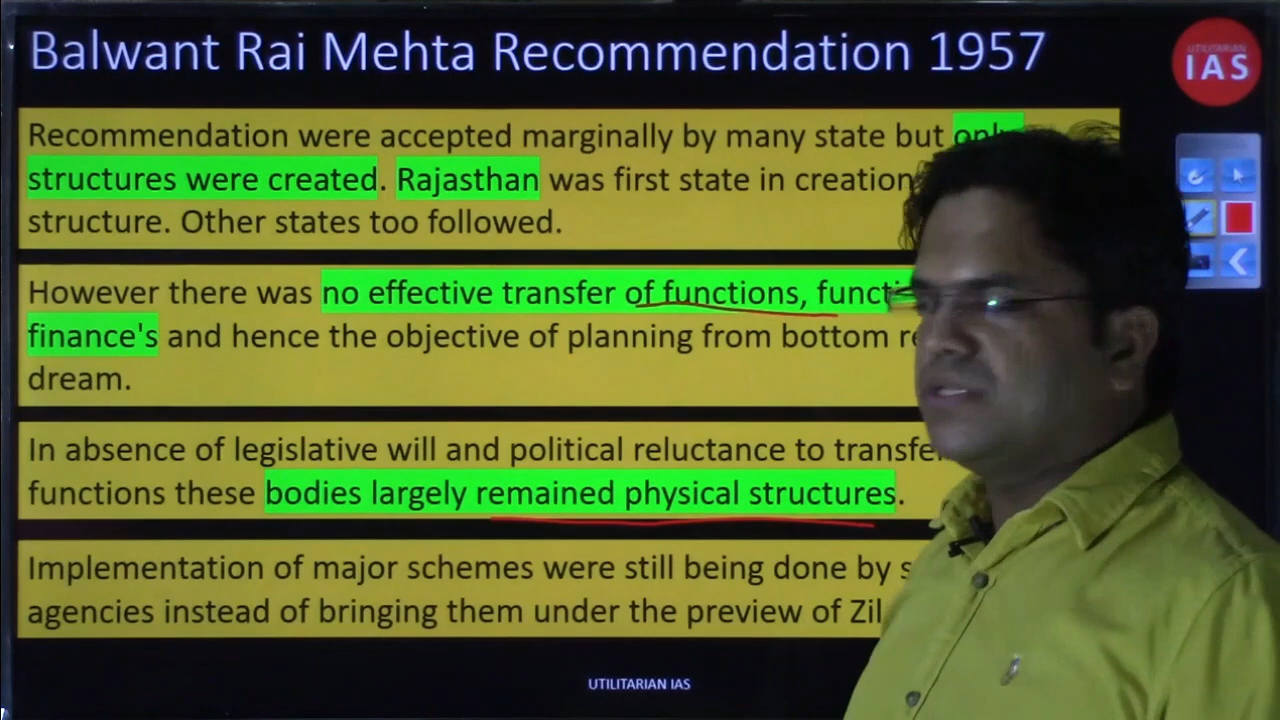 Balwant Rai Mehta Recommendation 1957
UTILITARIAN
IAS
Recommendation were accepted marginally by many state but only
structures were created. Rajasthan was first state in creation
structure. Other states too followed.
However there was no effective transfer of functions,
finance's and hence the objective of planning from bottom
dream.
In absence of legislative will and political reluctance to
functions these bodies largely remained physical structures.
Implementation of major schemes were still being done by
agencies instead of bringing them under the preview of
UTILITARIAN IAS